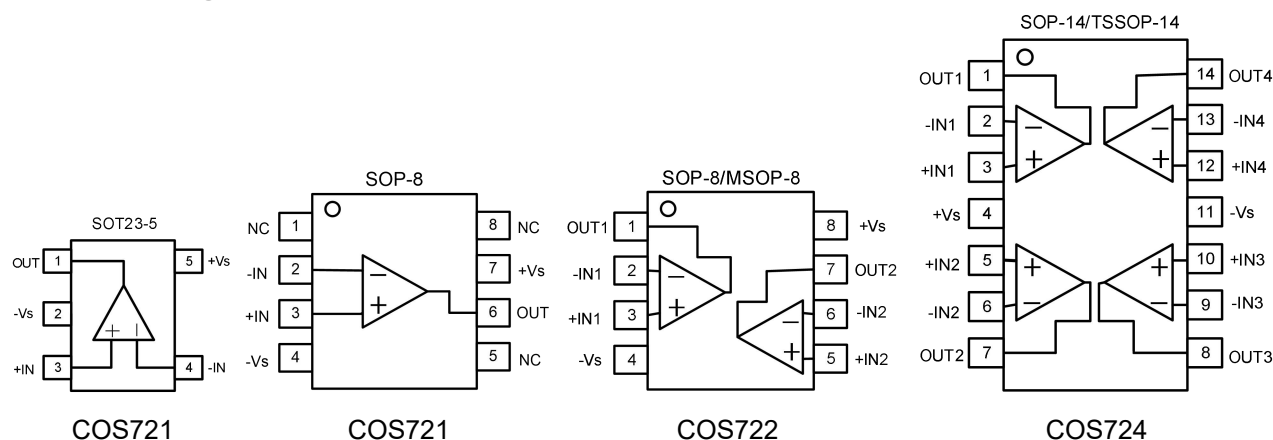 SOT23-5
OUT 1
5 +Vs
-Vs 2
+IN 3
4 -IN
+ −
COS721
SOP-8
NC 1
8 NC
-IN 2
7 +Vs
+IN 3
6 OUT
-Vs 4
5 NC
−
+
COS721
SOP-8/MSOP-8
OUT1 1
8 +Vs
-IN1 2
7 OUT2
+IN1 3
6 -IN2
-Vs 4
5 +IN2
−
+
−
+
COS722
SOP-14/TSSOP-14
OUT1 1
14 OUT4
-IN1 2
13 -IN4
+IN1 3
12 +IN4
+Vs 4
11 -Vs
+IN2 5
10 +IN3
-IN2 6
9 -IN3
OUT2 7
8 OUT3
− −
+ +
+ +
− −
COS724